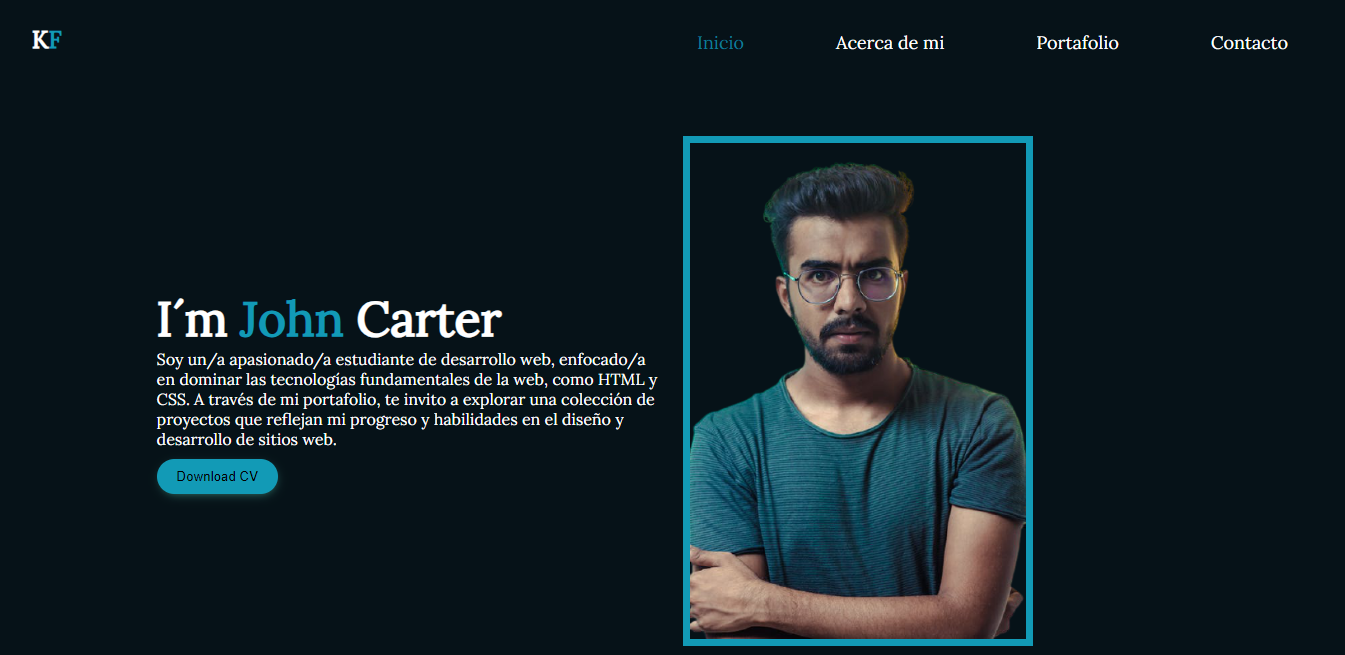 KF
Inicio Acerca de mi Portafolio Contacto
I´m John Carter
Soy un/a apasionado/a estudiante de desarrollo web, enfocado/a
en dominar las tecnologías fundamentales de la web, como HTML y
CSS. A través de mi portafolio, te invito a explorar una colección de
proyectos que reflejan mi progreso y habilidades en el diseño y
desarrollo de sitios web.
Download CV